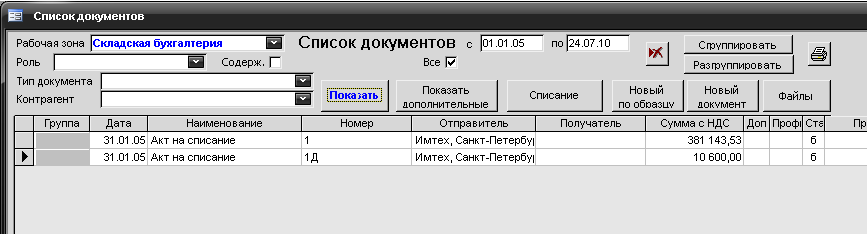 Список документов
Рабочая зона Складская бухгалтерия Список документов с 01.01.05 по 24.07.10 Сгруппировать
Роль Содерж. Все Разгруппировать
Тип документа
Контрагент Показать Показать дополнительные Списание Новый по образцу Новый документ Файлы
Группа Дата Наименование Номер Отправитель Получатель Сумма с НДС Доп Профи Ста Пр
31.01.05 Акт на списание 1 Имтех, Санкт-Петербур 381 143,53 б
31.01.05 Акт на списание 1Д Имтех, Санкт-Петербур 10 600,00 б